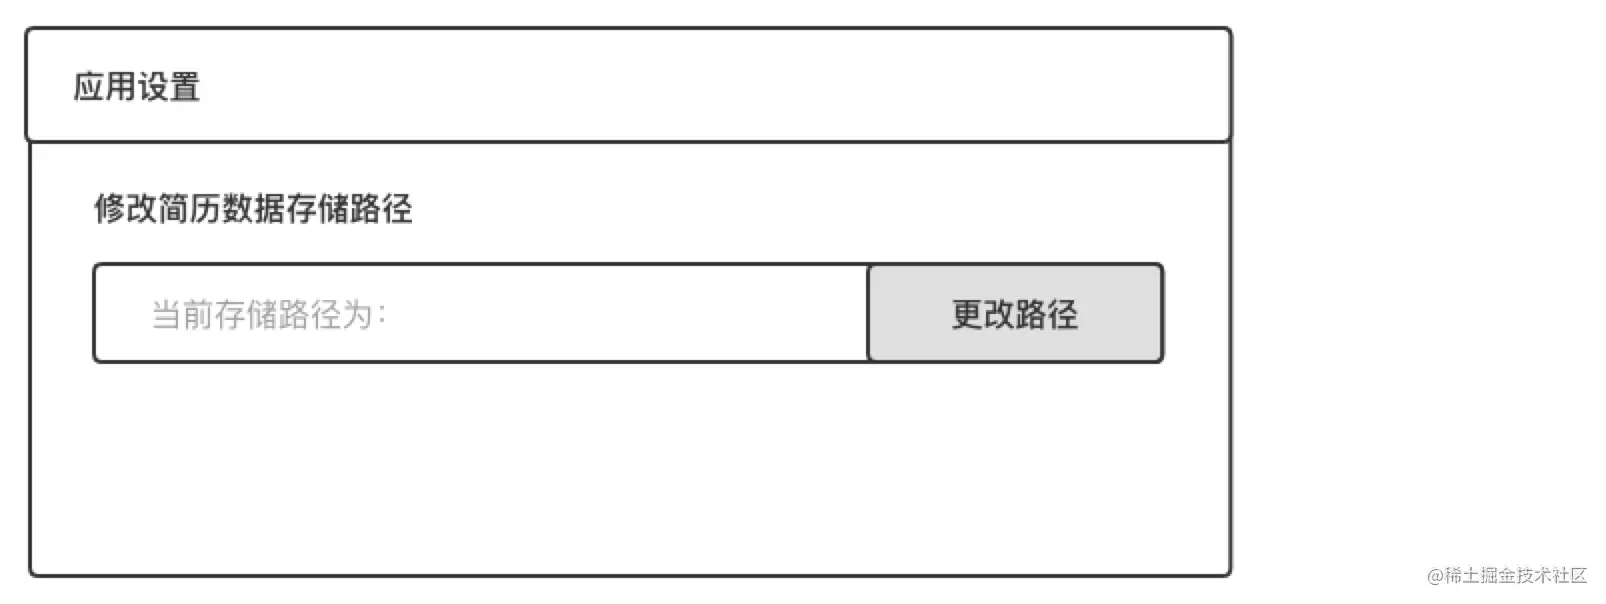 应用设置
修改简历数据存储路径
当前存储路径为：
更改路径
@稀土掘金技术社区